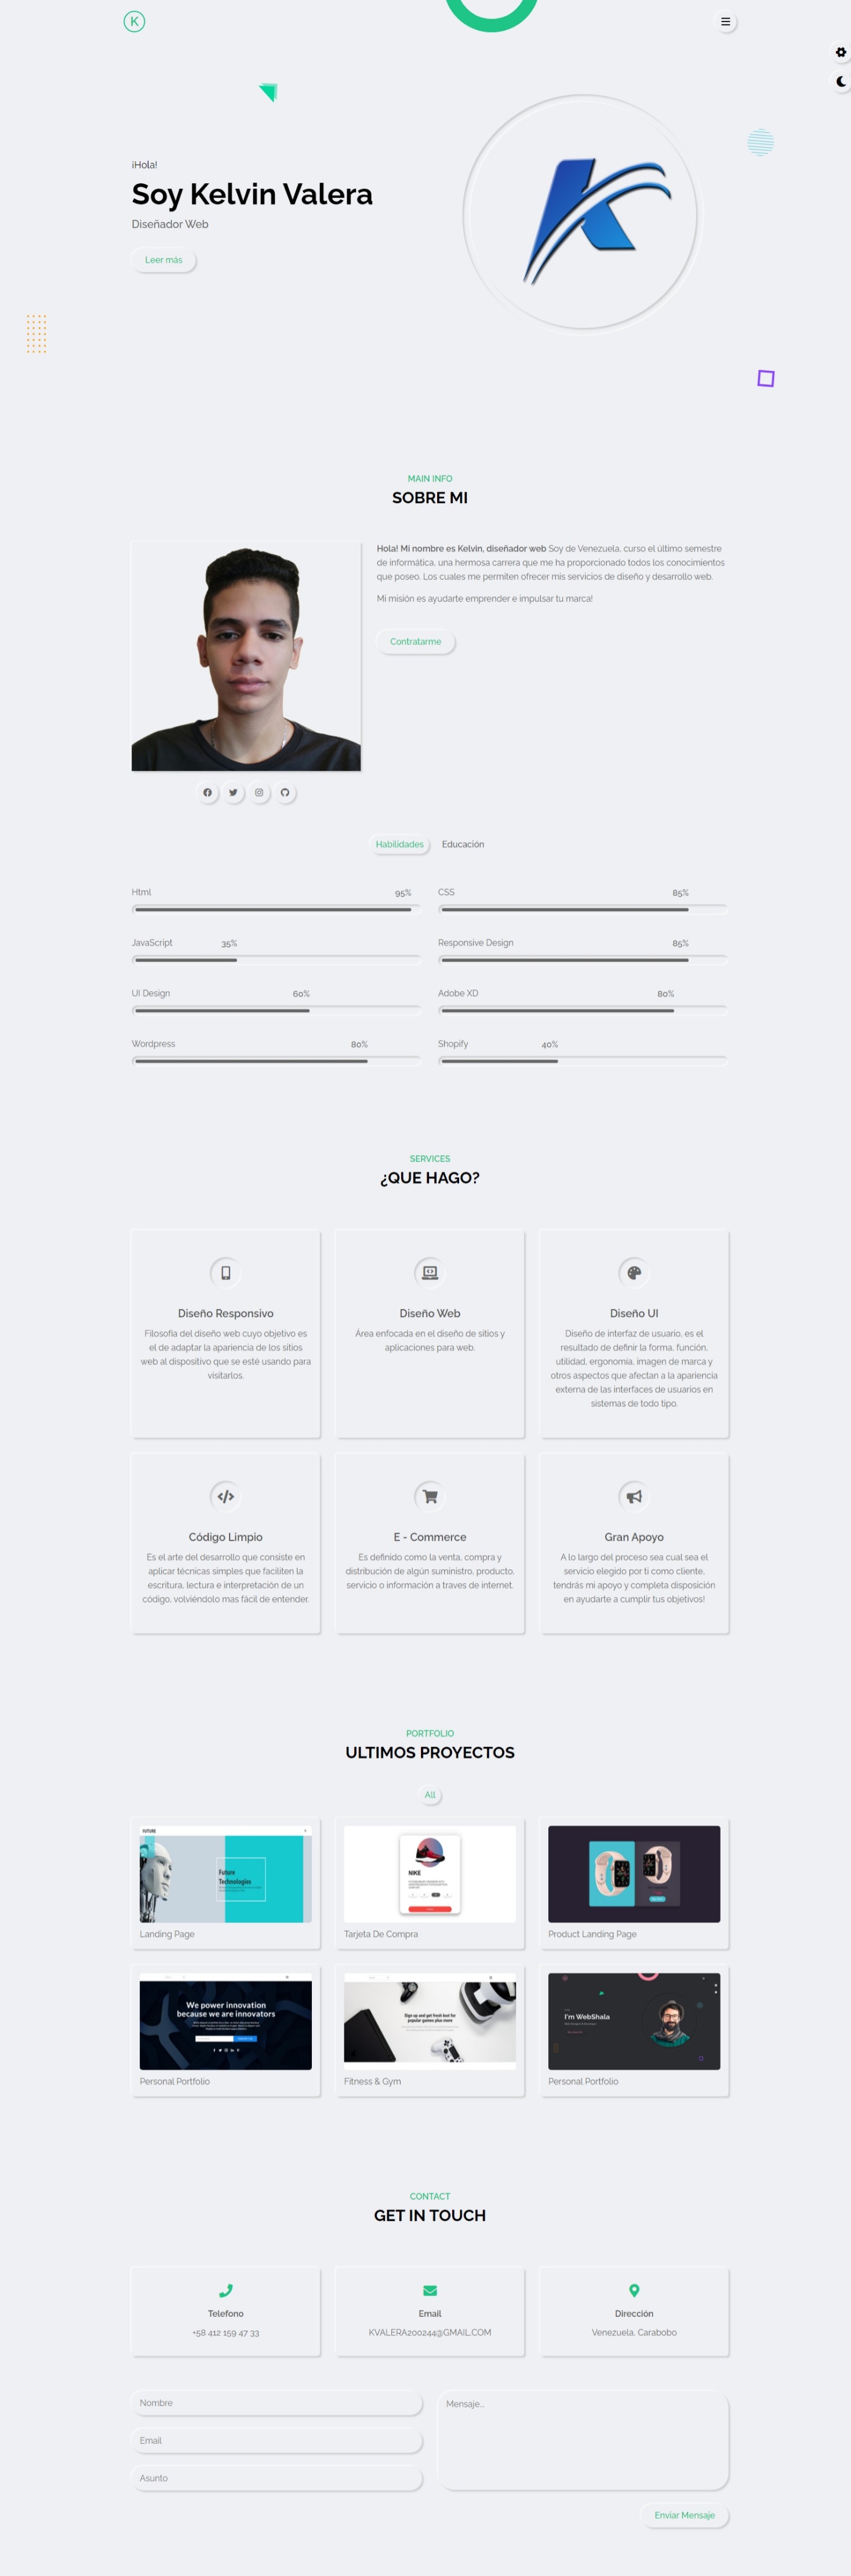 K
¡Hola!
Soy Kelvin Valera
Diseñador Web
Leer más
MAIN INFO
SOBRE MI
Hola! Mi nombre es Kelvin, diseñador web Soy de Venezuela, curso el último semestre
de informática, una hermosa carrera que me ha proporcionado todos los conocimientos
que poseo. Los cuales me permiten ofrecer mis servicios de diseño y desarrollo web.
Mi misión es ayudarte emprender e impulsar tu marca!
Contratarme
Habilidades Educación
Html 95%
CSS 85%
JavaScript 35%
Responsive Design 85%
UI Design 60%
Adobe XD 80%
Wordpress 80%
Shopify 40%
SERVICES
¿QUE HAGO?
Diseño Responsivo
Filosofía del diseño web cuyo objetivo es
el de adaptar la apariencia de los sitios
web al dispositivo que se esté usando para
visitarlos.
Diseño Web
Área enfocada en el diseño de sitios y
aplicaciones para web.
Diseño UI
Diseño de interfaz de usuario, es el
resultado de definir la forma, función,
utilidad, ergonomía, imagen de marca y
otros aspectos que afectan a la apariencia
externa de las interfaces de usuarios en
sistemas de todo tipo.
Código Limpio
Es el arte del desarrollo que consiste en
aplicar técnicas simples que faciliten la
escritura, lectura e interpretación de un
código, volviéndolo mas fácil de entender.
E - Commerce
Es definido como la venta, compra y
distribución de algún suministro, producto,
servicio o información a traves de internet.
Gran Apoyo
A lo largo del proceso sea cual sea el
servicio elegido por ti como cliente,
tendrás mi apoyo y completa disposición
en ayudarte a cumplir tus objetivos!
PORTFOLIO
ULTIMOS PROYECTOS
All
FUTURE
Future
Technologies
Landing Page
NIKE
Tarjeta De Compra
Product Landing Page
We power innovation
because we are innovators
Personal Portfolio
Sign up and get fresh loot for
popular games plus more
Fitness & Gym
I'm WebShala
Personal Portfolio
CONTACT
GET IN TOUCH
Telefono
+58 412 159 47 33
Email
KVALERA200244@GMAIL.COM
Dirección
Venezuela, Carabobo
Nombre
Email
Asunto
Mensaje...
Enviar Mensaje